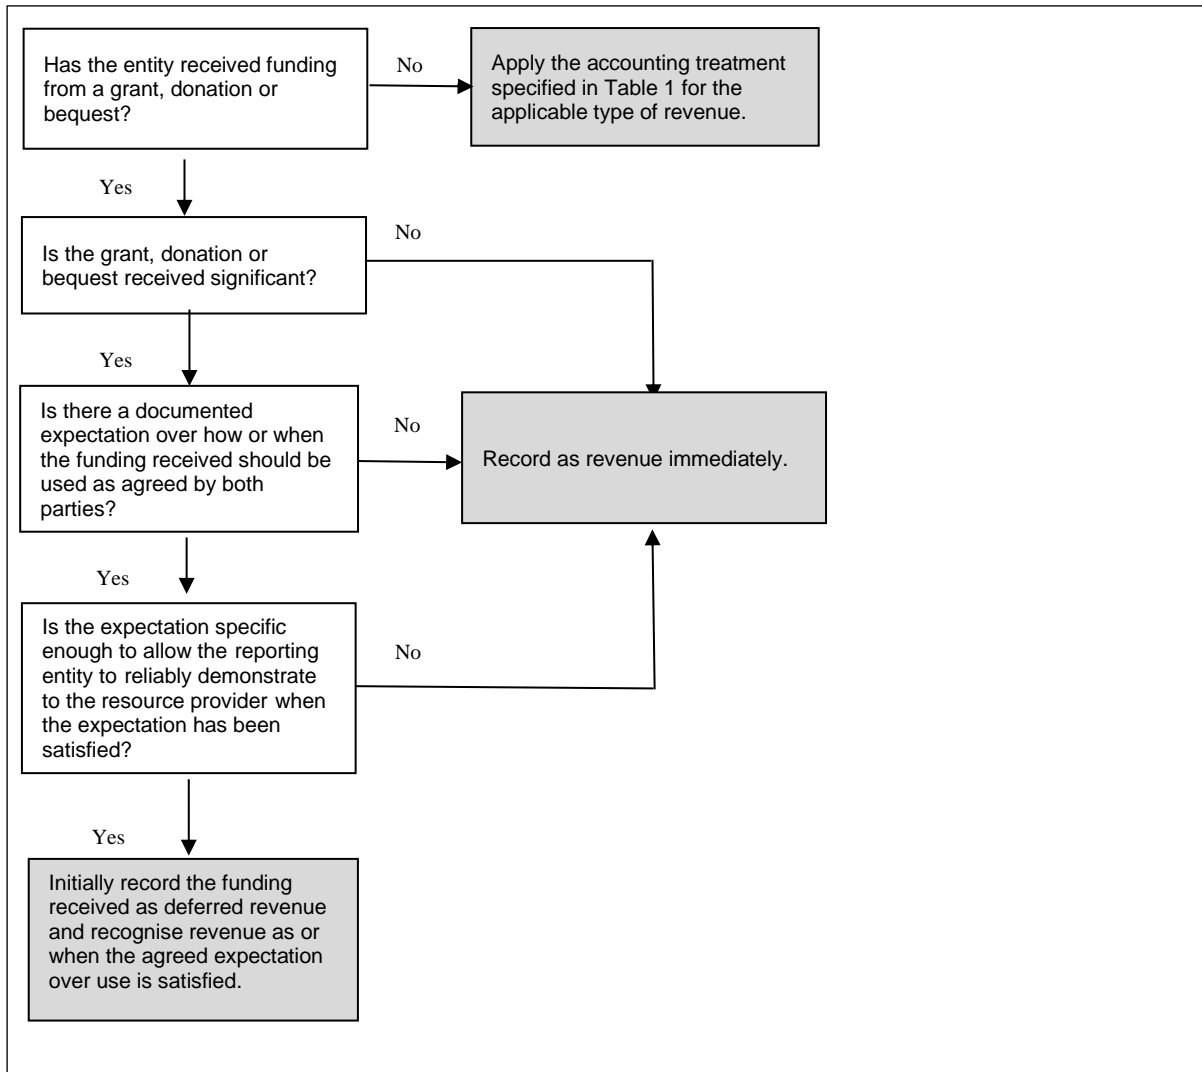 Has the entity received funding
from a grant, donation or
bequest?
No
Apply the accounting treatment
specified in Table 1 for the
applicable type of revenue.
Yes
Is the grant, donation or
bequest received significant?
No
Yes
Is there a documented
expectation over how or when
the funding received should be
used as agreed by both
parties?
No
Record as revenue immediately.
Yes
Is the expectation specific
enough to allow the reporting
entity to reliably demonstrate
to the resource provider when
the expectation has been
satisfied?
No
Yes
Initially record the funding
received as deferred revenue
and recognise revenue as or
when the agreed expectation
over use is satisfied.